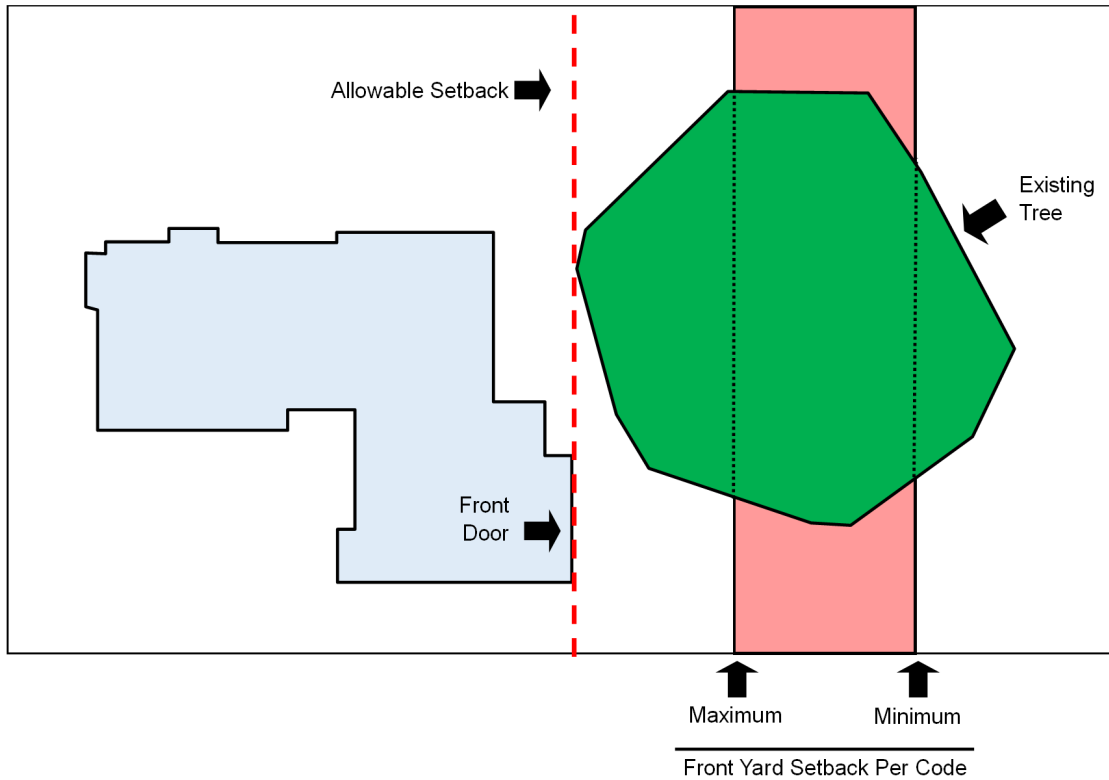 Allowable Setback
Existing
Tree
Front
Door
Maximum
Minimum
Front Yard Setback Per Code